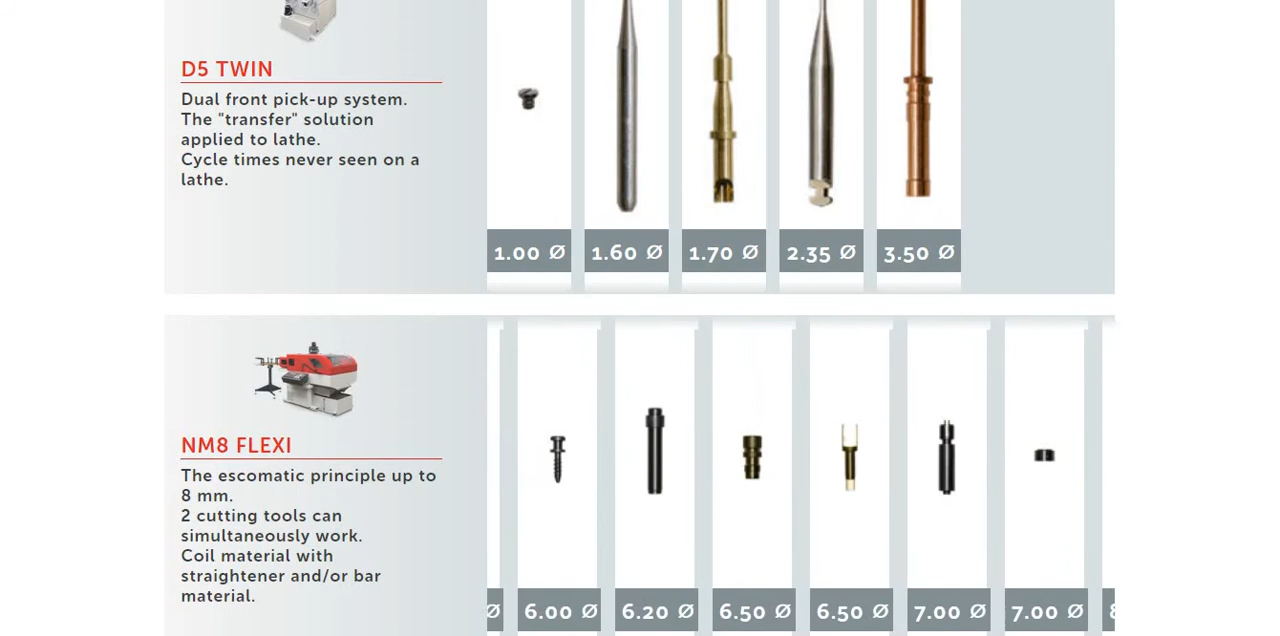 D5 TWIN
Dual front pick-up system.
The "transfer" solution
applied to lathe.
Cycle times never seen on a
lathe.
1.00 Ø
1.60 Ø
1.70 Ø
2.35 Ø
3.50 Ø
NM8 FLEXI
The escomatic principle up to
8 mm.
2 cutting tools can
simultaneously work.
Coil material with
straightener and/or bar
material.
Ø
6.00 Ø
6.20 Ø
6.50 Ø
6.50 Ø
7.00 Ø
7.00 Ø